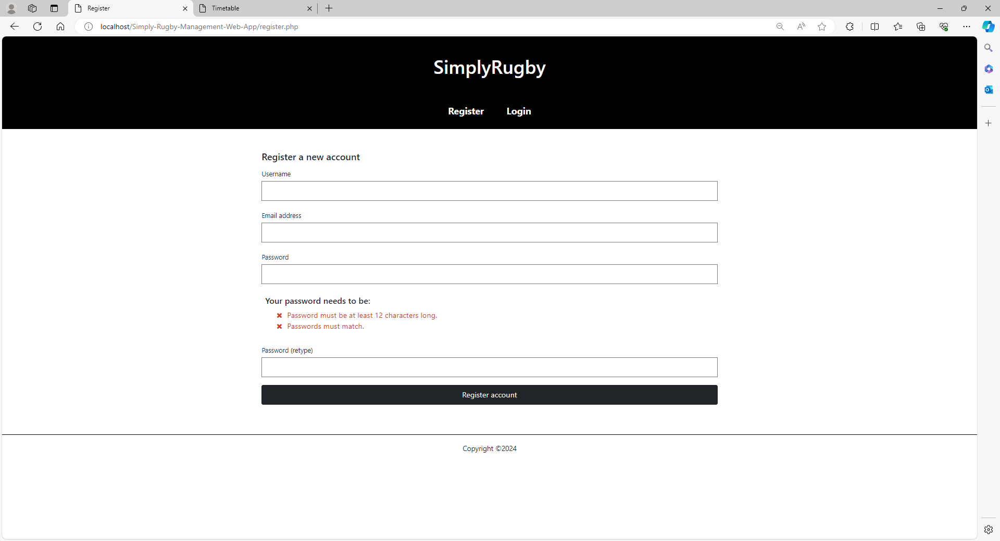 Register
Timetable
localhost/Simply-Rugby-Management-Web-App/register.php
SimplyRugby
Register Login
Register a new account
Username
Email address
Password
Your password needs to be:
Password must be at least 12 characters long.
Passwords must match.
Password (retype)
Register account
Copyright ©2024